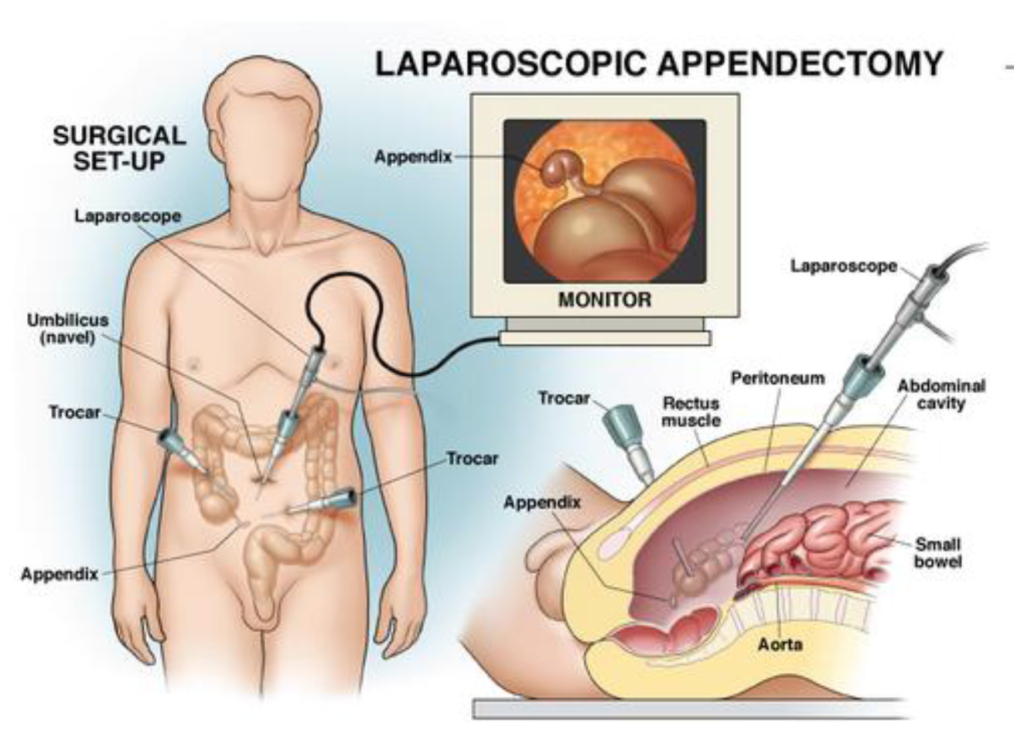 LAPAROSCOPIC APPENDECTOMY
SURGICAL
SET-UP
Laparoscope
Umbilicus
(navel)
Trocar
Trocar
Appendix
Appendix
MONITOR
Laparoscope
Peritoneum
Abdominal
cavity
Trocar
Rectus
muscle
Appendix
Small
bowel
Aorta